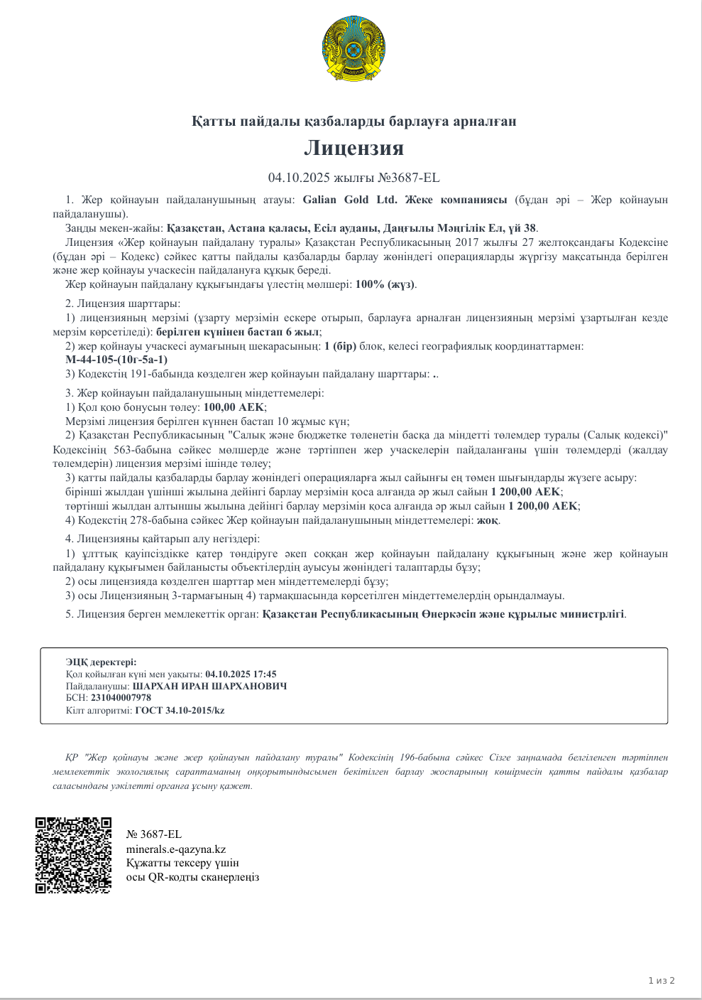 Қатты пайдалы қазбаларды барлауға арналған
Лицензия
04.10.2025 жылғы №3687-EL
1. Жер қойнауын пайдаланушының атауы: Galian Gold Ltd. Жеке компаниясы (бұдан әрі – Жер қойнауын
пайдаланушы).
Заңды мекен-жайы: Қазақстан, Астана қаласы, Есіл ауданы, Даңғылы Мәңгілік Ел, үй 38.
Лицензия «Жер қойнауын пайдалану туралы» Қазақстан Республикасының 2017 жылғы 27 желтоқсандағы Кодексіне
(бұдан әрі – Кодекс) сәйкес қатты пайдалы қазбаларды барлау жөніндегі операцияларды жүргізу мақсатында берілген
және жер қойнауы учаскесін пайдалануға құқық береді.
Жер қойнауын пайдалану құқығындағы үлестің мөлшері: 100% (жүз).
2. Лицензия шарттары:
1) лицензияның мерзімі (ұзарту мерзімін ескере отырып, барлауға арналған лицензияның мерзімі ұзартылған кезде
мерзім көрсетіледі): берілген күнінен бастап 6 жыл;
2) жер қойнауы учаскесі аумағының шекарасының: 1 (бір) блок, келесі географиялық координаттармен:
M-44-105-(10г-5а-1)
3) Кодекстің 191-бабында көзделген жер қойнауын пайдалану шарттары: ..
3. Жер қойнауын пайдаланушының міндеттемелері:
1) Қол қою бонусын төлеу: 100,00 АЕК;
Мерзімі лицензия берілген күннен бастап 10 жұмыс күн;
2) Қазақстан Республикасының "Салық және бюджетке төленетін басқа да міндетті төлемдер туралы (Салық кодексі)"
Кодексінің 563-бабына сәйкес мөлшерде және тәртіппен жер учаскелерін пайдаланғаны үшін төлемдерді (жалдау
төлемдерін) лицензия мерзімі ішінде төлеу;
3) қатты пайдалы қазбаларды барлау жөніндегі операцияларға жыл сайынғы ең төмен шығындарды жүзеге асыру:
бірінші жылдан үшінші жылына дейінгі барлау мерзімін қоса алғанда әр жыл сайын 1 200,00 АЕК;
төртінші жылдан алтыншы жылына дейінгі барлау мерзімін қоса алғанда әр жыл сайын 1 200,00 АЕК;
4) Кодекстің 278-бабына сәйкес Жер қойнауын пайдаланушының міндеттемелері: жоқ.
4. Лицензияны қайтарып алу негіздері:
1) ұлттық қауіпсіздікке қатер төндіруге әкеп соққан жер қойнауын пайдалану құқығының және жер қойнауын
пайдалану құқығымен байланысты объектілердің ауысуы жөніндегі талаптарды бұзу;
2) осы лицензияда көзделген шарттар мен міндеттемелерді бұзу;
3) осы Лицензияның 3-тармағының 4) тармақшасында көрсетілген міндеттемелердің орындалмауы.
5. Лицензия берген мемлекеттік орган: Қазақстан Республикасының Өнеркәсіп және құрылыс министрлігі.
ЭЦҚ деректері:
Қол қойылған күні мен уақыты: 04.10.2025 17:45
Пайдаланушы: ШАРХАН ИРАН ШАРХАНОВИЧ
БСН: 231040007978
Кілт алгоритмі: ГОСТ 34.10-2015/kz
ҚР "Жер қойнауы және жер қойнауын пайдалану туралы" Кодексінің 196-бабына сәйкес Сізге заңнамада белгіленген тәртіппен
мемлекеттік экологиялық сараптаманың оңқорытындысымен бекітілген барлау жоспарының көшірмесін қатты пайдалы қазбалар
саласындағы уәкілетті органға ұсыну қажет.
№ 3687-EL
minerals.e-qazyna.kz
Құжатты тексеру үшін
осы QR-кодты сканерлеңіз
1 из 2